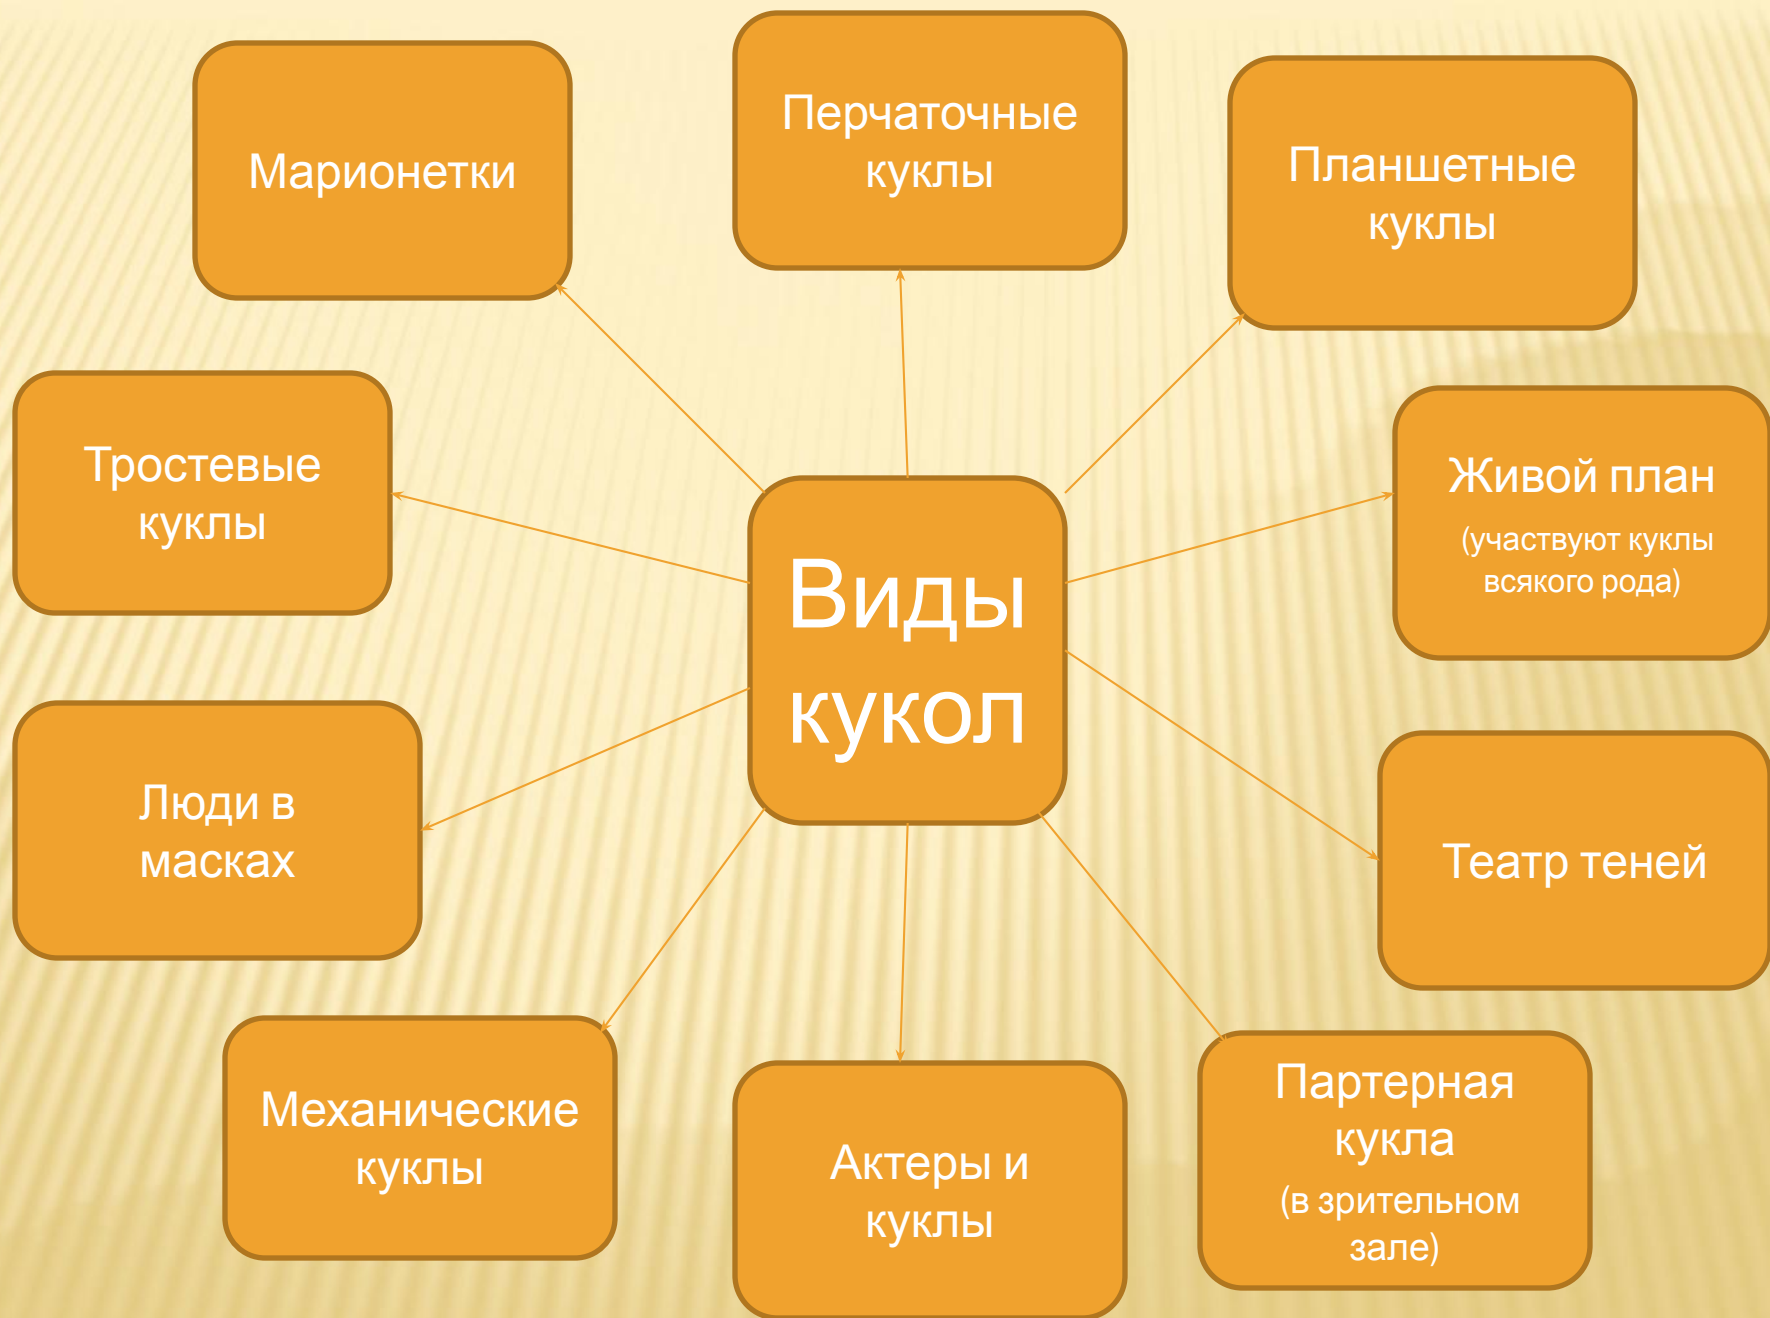 Марионетки
Перчаточные
куклы
Планшетные
куклы
Тростевые
куклы
Живой план
(участвуют куклы
всякого рода)
Виды
кукол
Люди в
масках
Театр теней
Механические
куклы
Актеры и
куклы
Партерная
кукла
(в зрительном
зале)